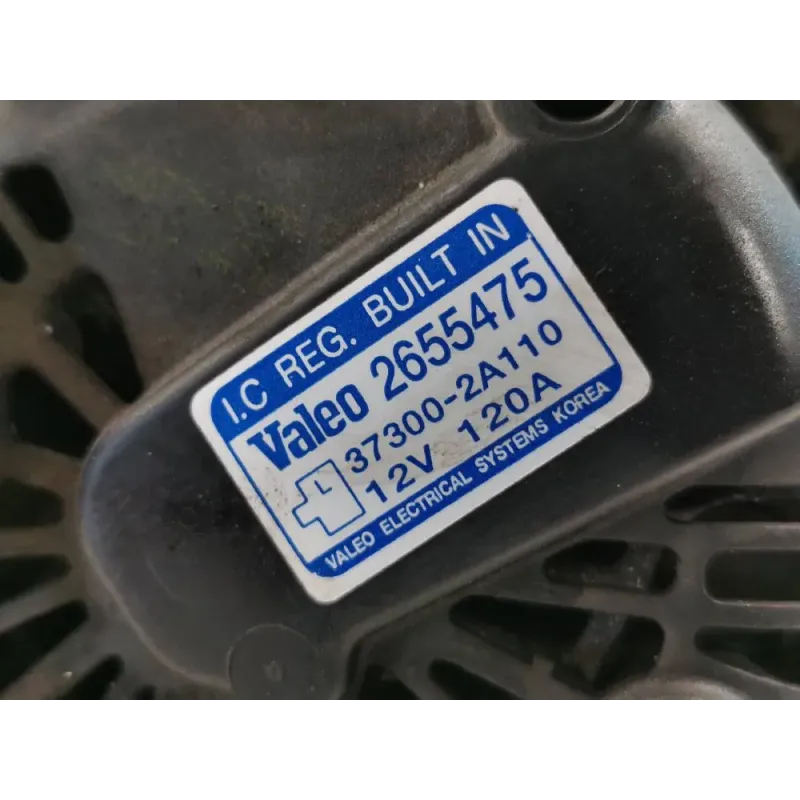 I.C REG. BUILT IN
Valeo 2655475
37300-2A110
L 12V 120A
VALEO ELECTRICAL SYSTEMS KOREA